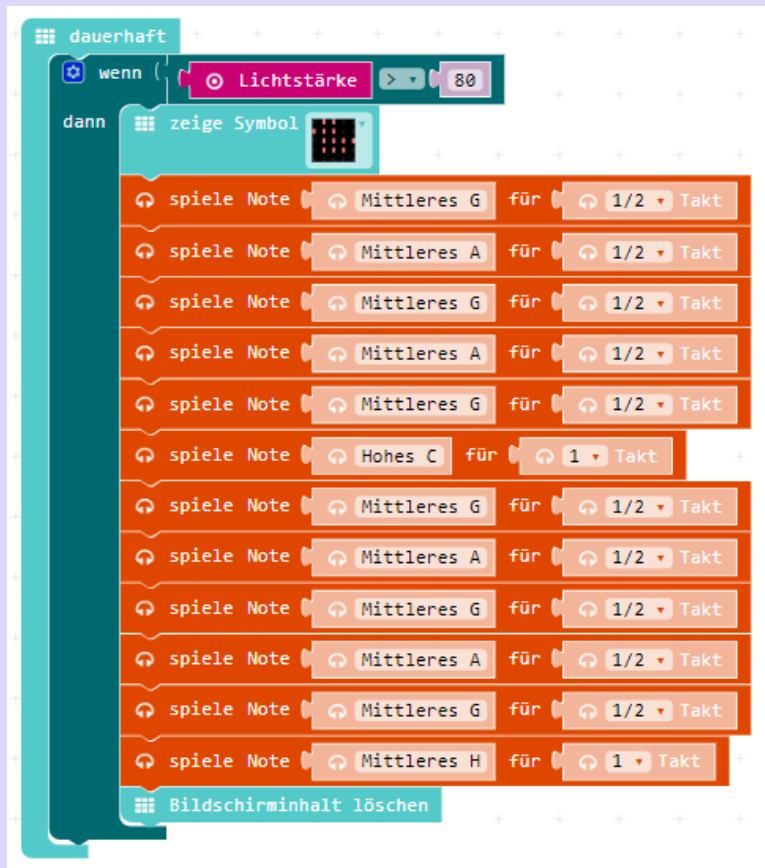 dauerhaft
wenn Lichtstärke > 80
dann zeige Symbol
spiele Note Mittleres G für 1/2 Takt
spiele Note Mittleres A für 1/2 Takt
spiele Note Mittleres G für 1/2 Takt
spiele Note Mittleres A für 1/2 Takt
spiele Note Mittleres G für 1/2 Takt
spiele Note Hohes C für 1 Takt
spiele Note Mittleres G für 1/2 Takt
spiele Note Mittleres A für 1/2 Takt
spiele Note Mittleres G für 1/2 Takt
spiele Note Mittleres A für 1/2 Takt
spiele Note Mittleres G für 1/2 Takt
spiele Note Mittleres H für 1 Takt
Bildschirminhalt löschen